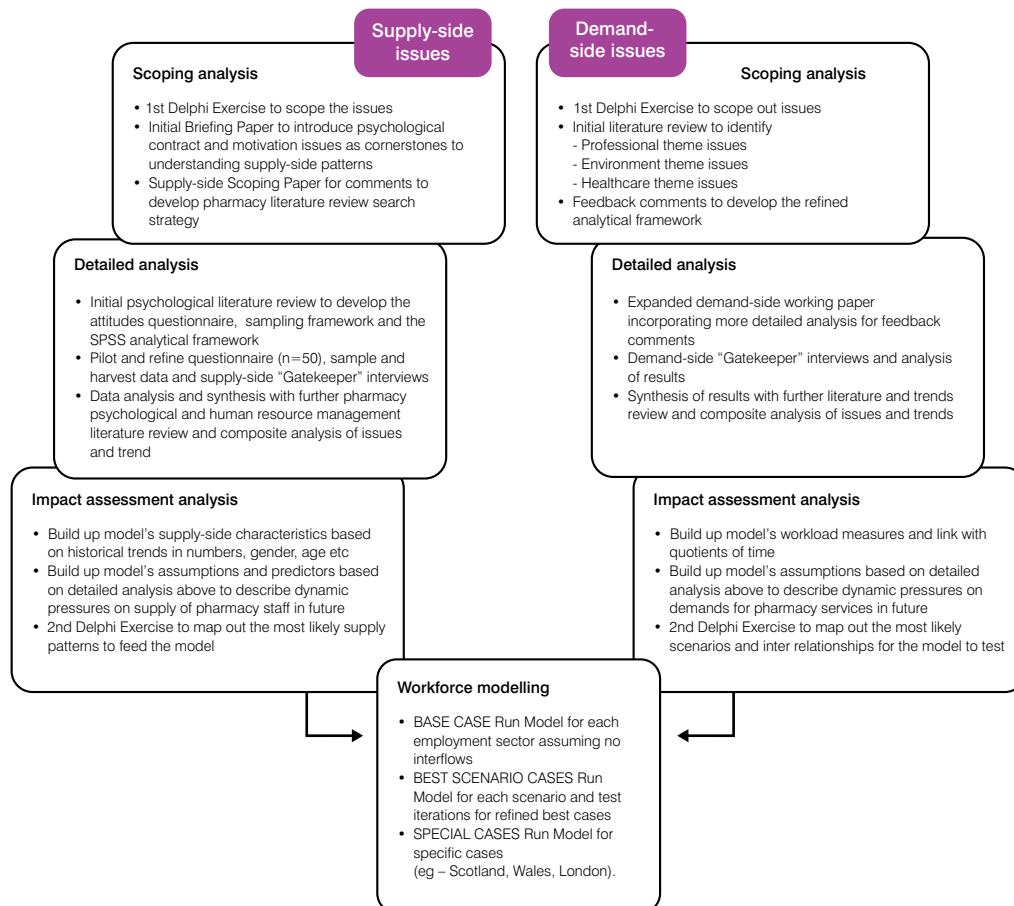 Supply-side
issues
Scoping analysis
• 1st Delphi Exercise to scope the issues
• Initial Briefing Paper to introduce psychological
contract and motivation issues as cornerstones to
understanding supply-side patterns
• Supply-side Scoping Paper for comments to
develop pharmacy literature review search
strategy
Detailed analysis
• Initial psychological literature review to develop the
attitudes questionnaire, sampling framework and the
SPSS analytical framework
• Pilot and refine questionnaire (n=50), sample and
harvest data and supply-side “Gatekeeper” interviews
• Data analysis and synthesis with further pharmacy
psychological and human resource management
literature review and composite analysis of issues
and trend
Impact assessment analysis
• Build up model’s supply-side characteristics based
on historical trends in numbers, gender, age etc
• Build up model’s assumptions and predictors based
on detailed analysis above to describe dynamic
pressures on supply of pharmacy staff in future
• 2nd Delphi Exercise to map out the most likely supply
patterns to feed the model
Demand-
side issues
Scoping analysis
• 1st Delphi Exercise to scope out issues
• Initial literature review to identify
- Professional theme issues
- Environment theme issues
- Healthcare theme issues
• Feedback comments to develop the refined
analytical framework
Detailed analysis
• Expanded demand-side working paper
incorporating more detailed analysis for feedback
comments
• Demand-side “Gatekeeper” interviews and analysis
of results
• Synthesis of results with further literature and trends
review and composite analysis of issues and trends
Impact assessment analysis
• Build up model’s workload measures and link with
quotients of time
• Build up model’s assumptions based on detailed
analysis above to describe dynamic pressures on
demands for pharmacy services in future
• 2nd Delphi Exercise to map out the most likely
scenarios and inter relationships for the model to test
Workforce modelling
• BASE CASE Run Model for each
employment sector assuming no
interflows
• BEST SCENARIO CASES Run
Model for each scenario and test
iterations for refined best cases
• SPECIAL CASES Run Model for
specific cases
(eg – Scotland, Wales, London).